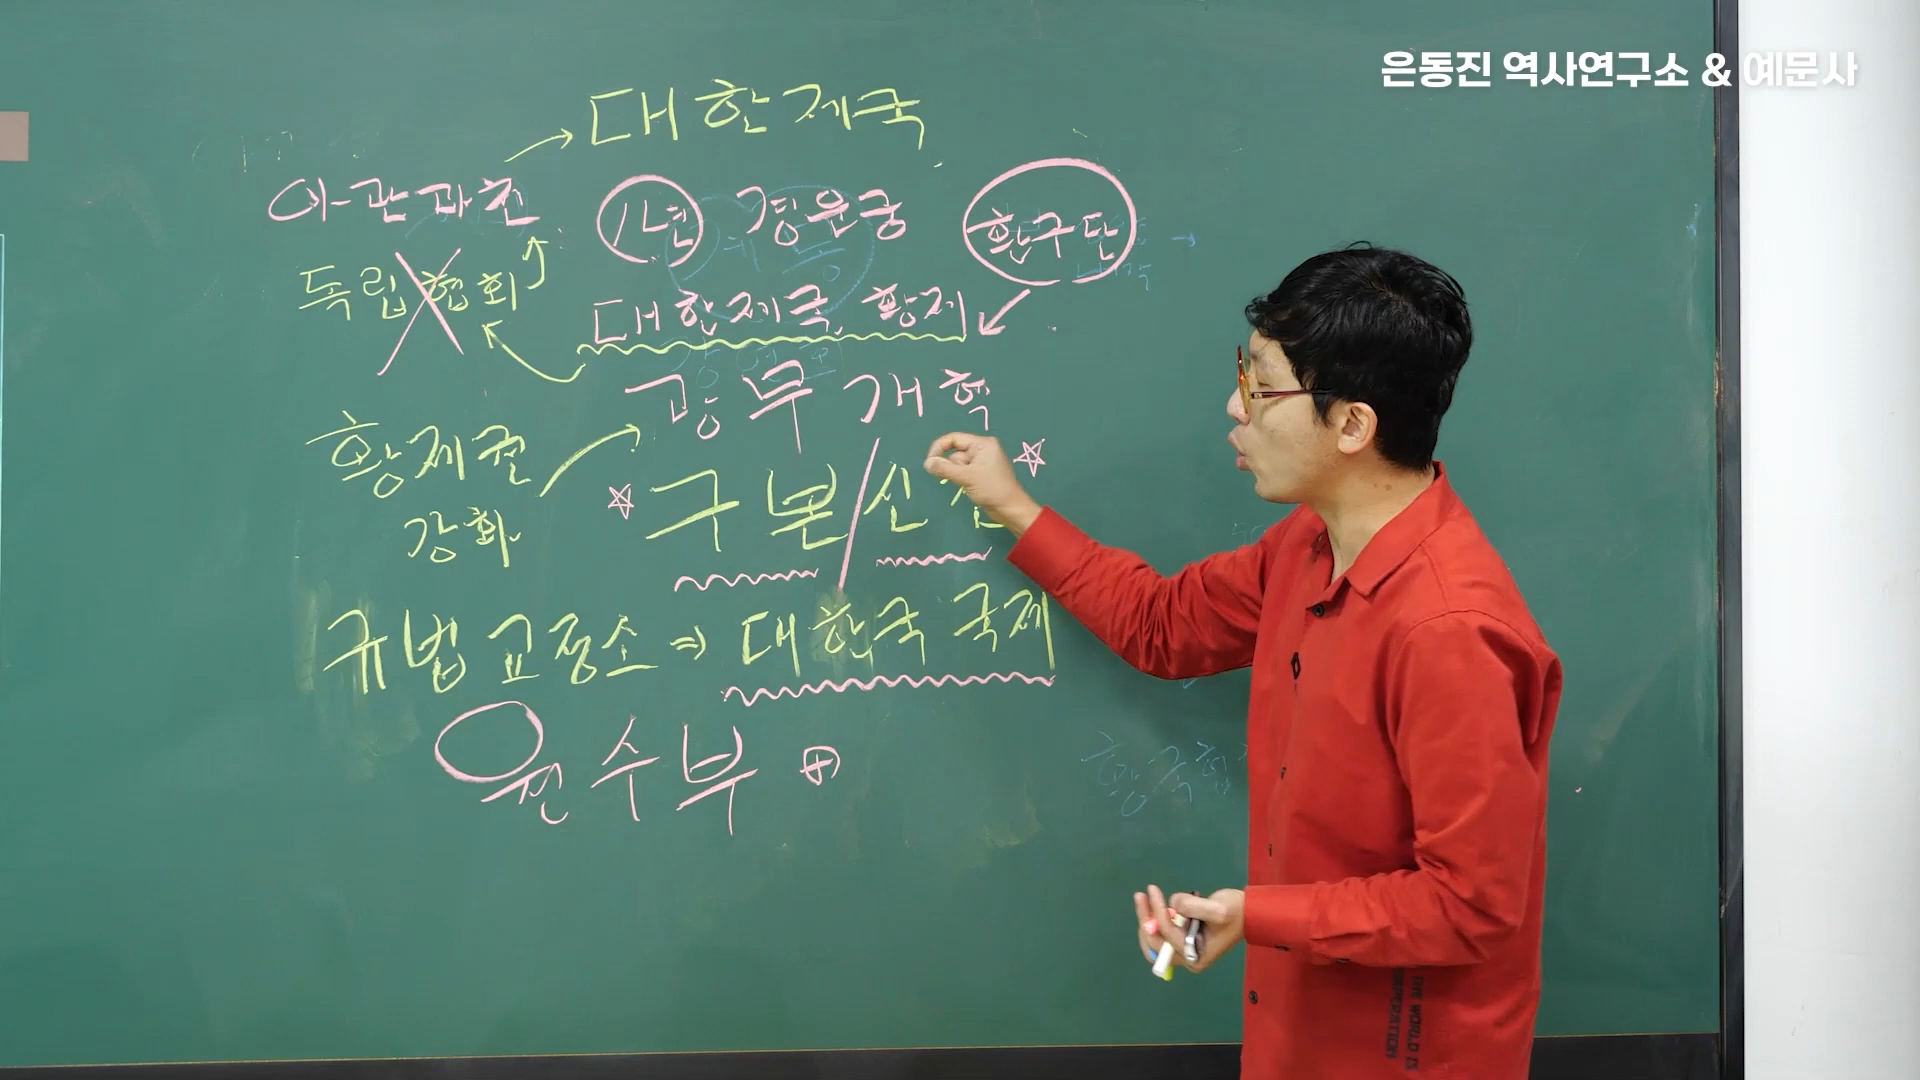 은동진 역사연구소 & 예문사
대한제국
아관파천 1년 경운궁 환구단
독립협회
대한제국 황제
광무개혁
황제권
강화
구본/신
규법교정소 ⇒ 대한국 국제
원수부 ⊕